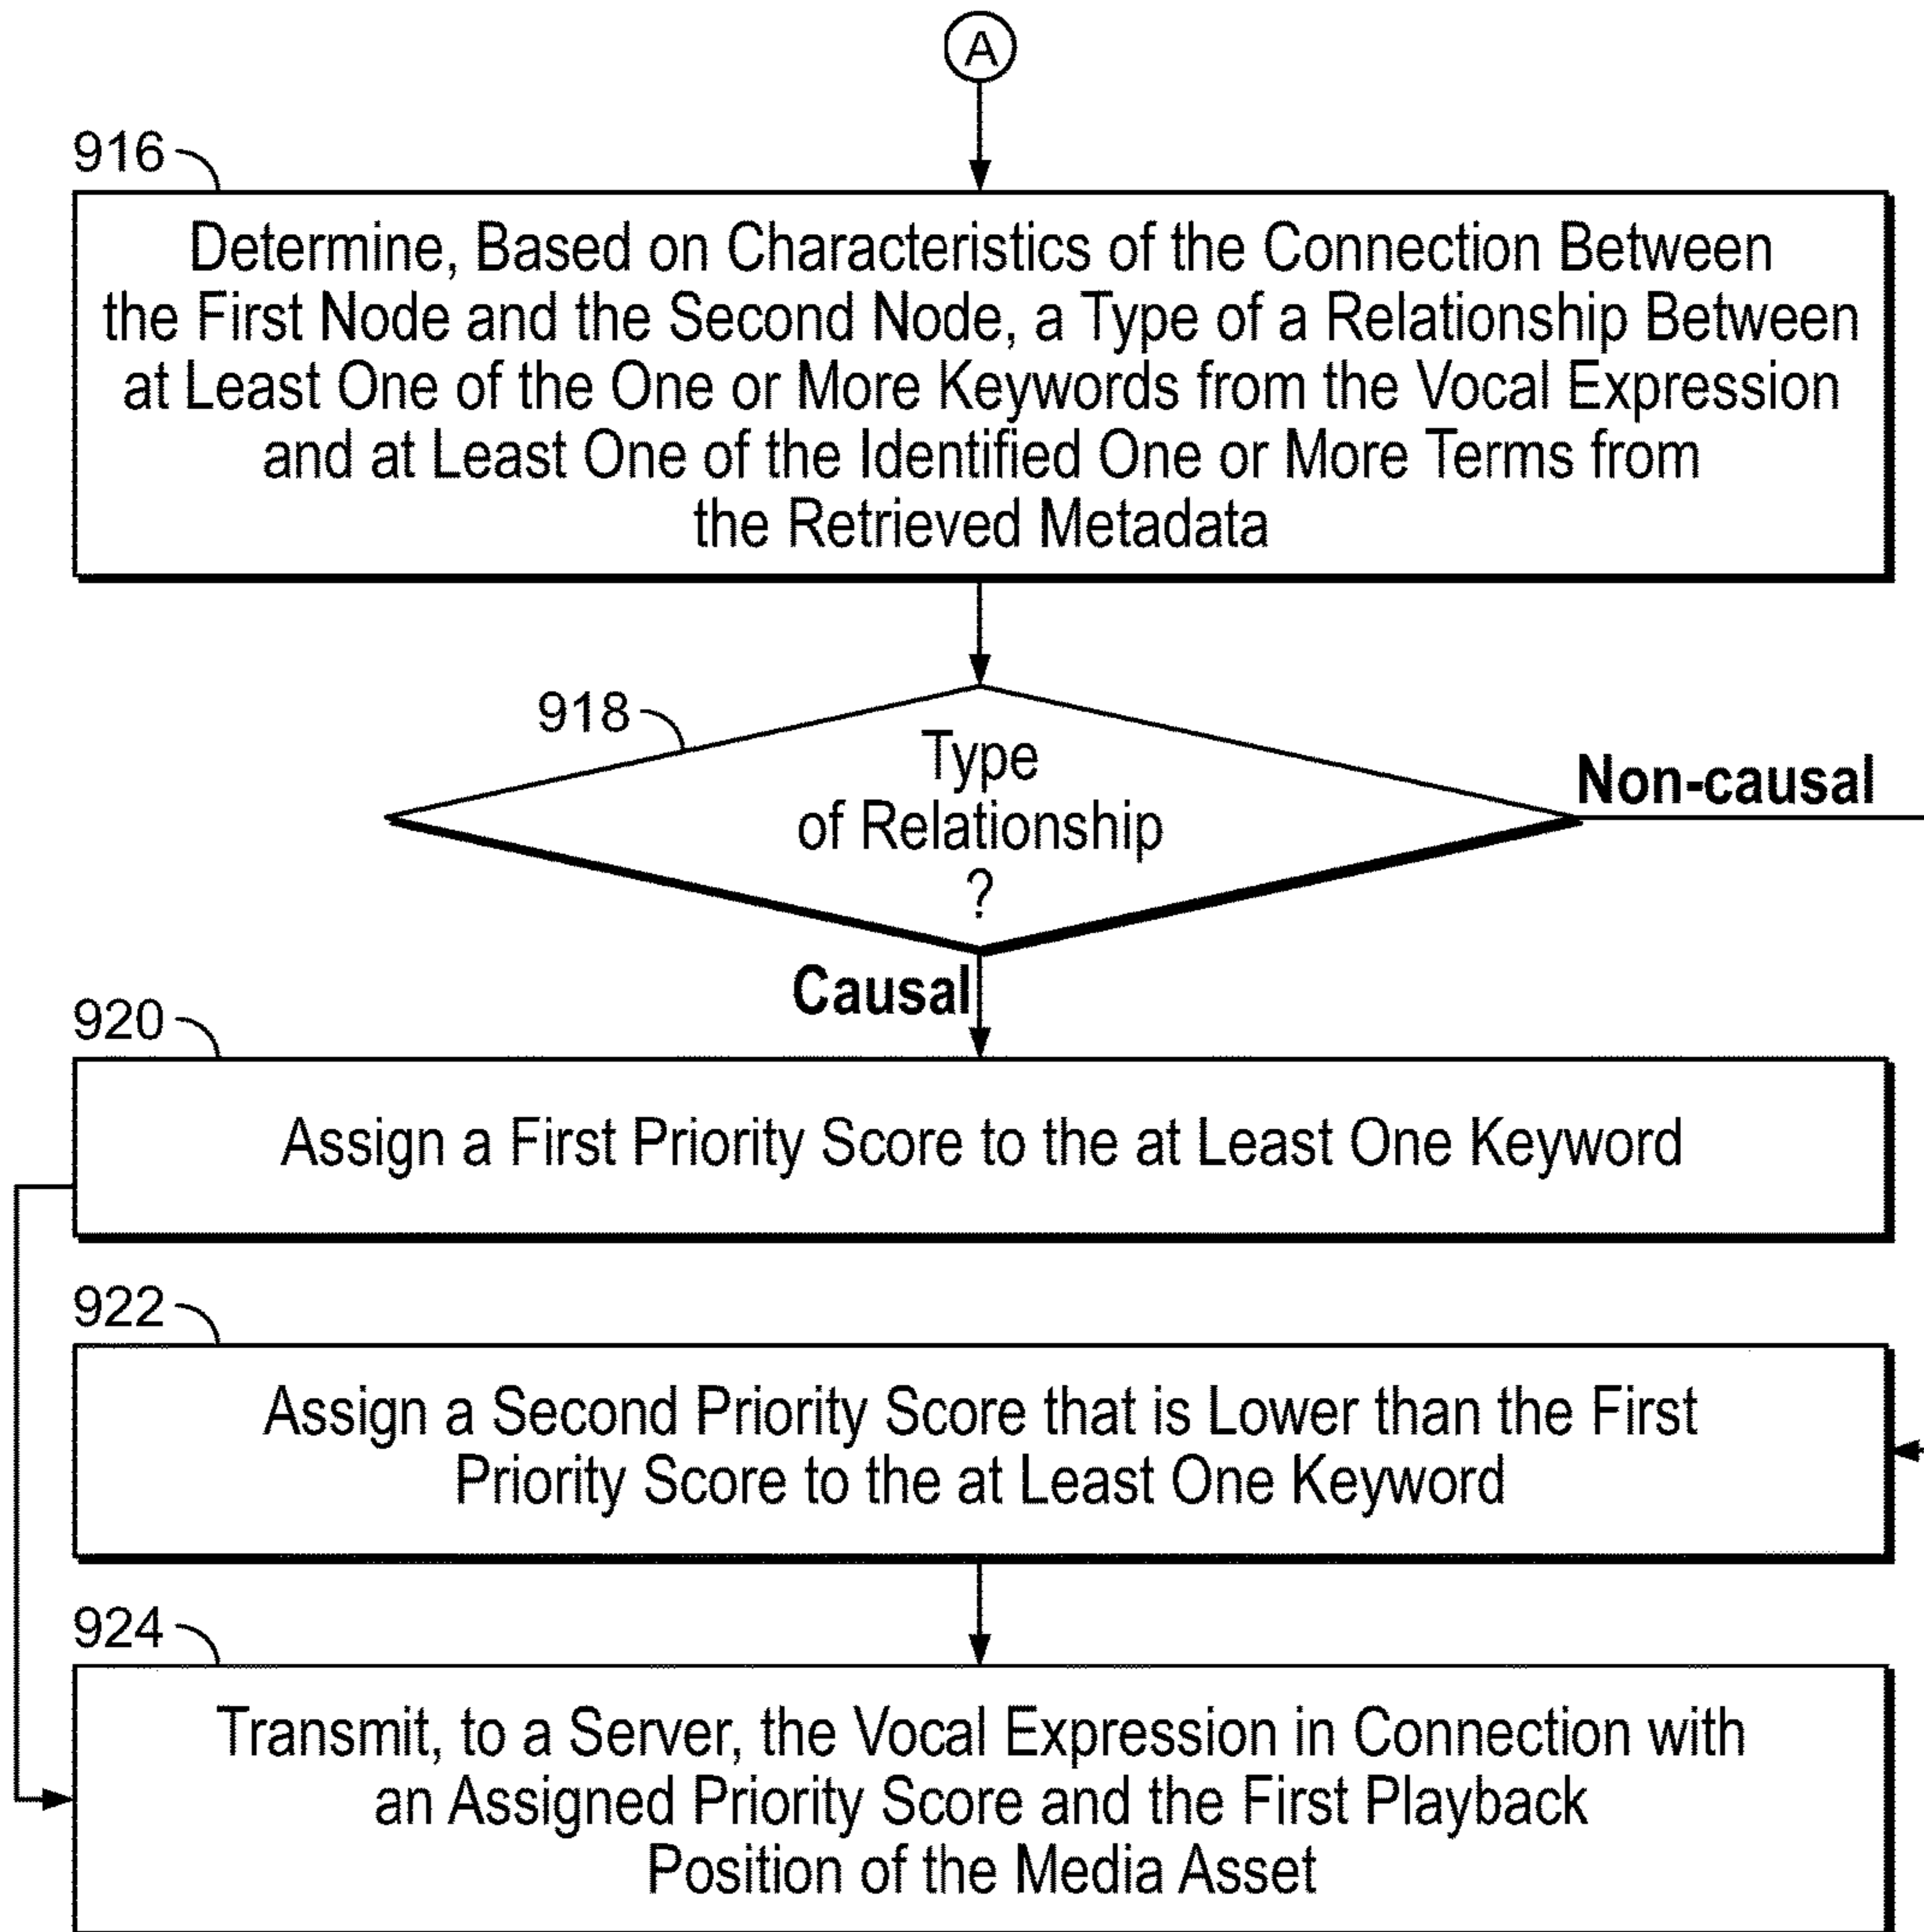 A
916
Determine, Based on Characteristics of the Connection Between
the First Node and the Second Node, a Type of a Relationship Between
at Least One of the One or More Keywords from the Vocal Expression
and at Least One of the Identified One or More Terms from
the Retrieved Metadata
918
Type
of Relationship
?
Non-causal
Causal
920
Assign a First Priority Score to the at Least One Keyword
922
Assign a Second Priority Score that is Lower than the First
Priority Score to the at Least One Keyword
924
Transmit, to a Server, the Vocal Expression in Connection with
an Assigned Priority Score and the First Playback
Position of the Media Asset